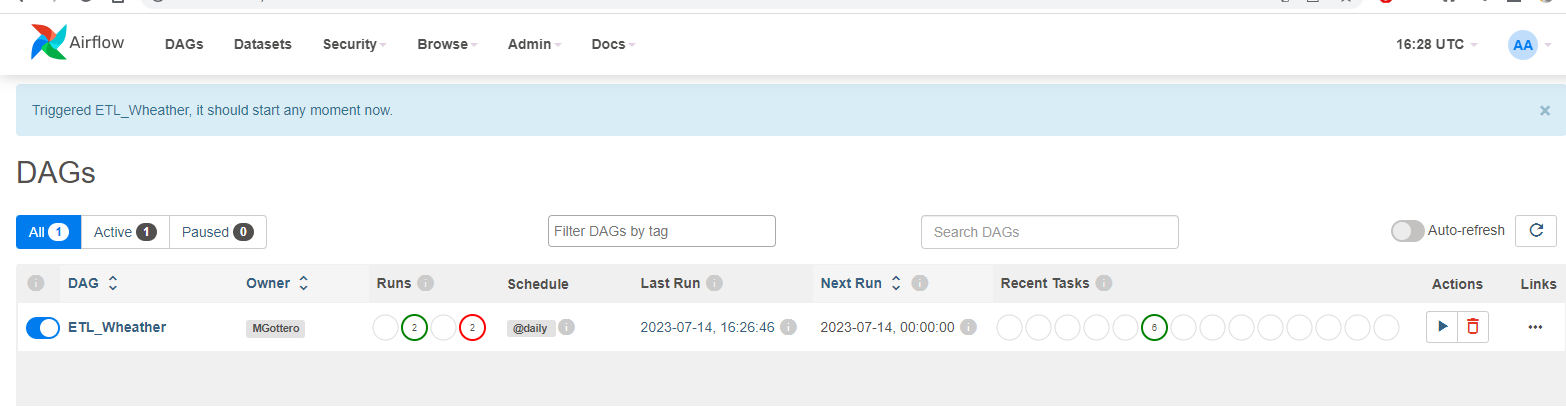 Airflow DAGs Datasets Security Browse Admin Docs 16:28 UTC AA
Triggered ETL_Wheather, it should start any moment now. ×
DAGs
All 1 Active 1 Paused 0 Filter DAGs by tag Search DAGs Auto-refresh
i DAG Owner Runs i Schedule Last Run i Next Run i Recent Tasks i Actions Links
ETL_Wheather MGottero 2 2 @daily i 2023-07-14, 16:26:46 i 2023-07-14, 00:00:00 i 6 ...